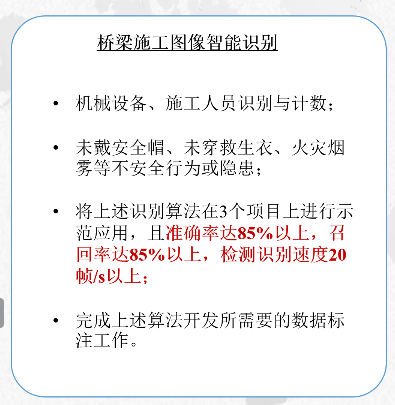 桥梁施工图像智能识别
• 机械设备、施工人员识别与计数；
• 未戴安全帽、未穿救生衣、火灾烟
雾等不安全行为或隐患；
• 将上述识别算法在3个项目上进行示
范应用，且准确率达85%以上，召
回率达85%以上，检测识别速度20
帧/s以上；
• 完成上述算法开发所需要的数据标
注工作。